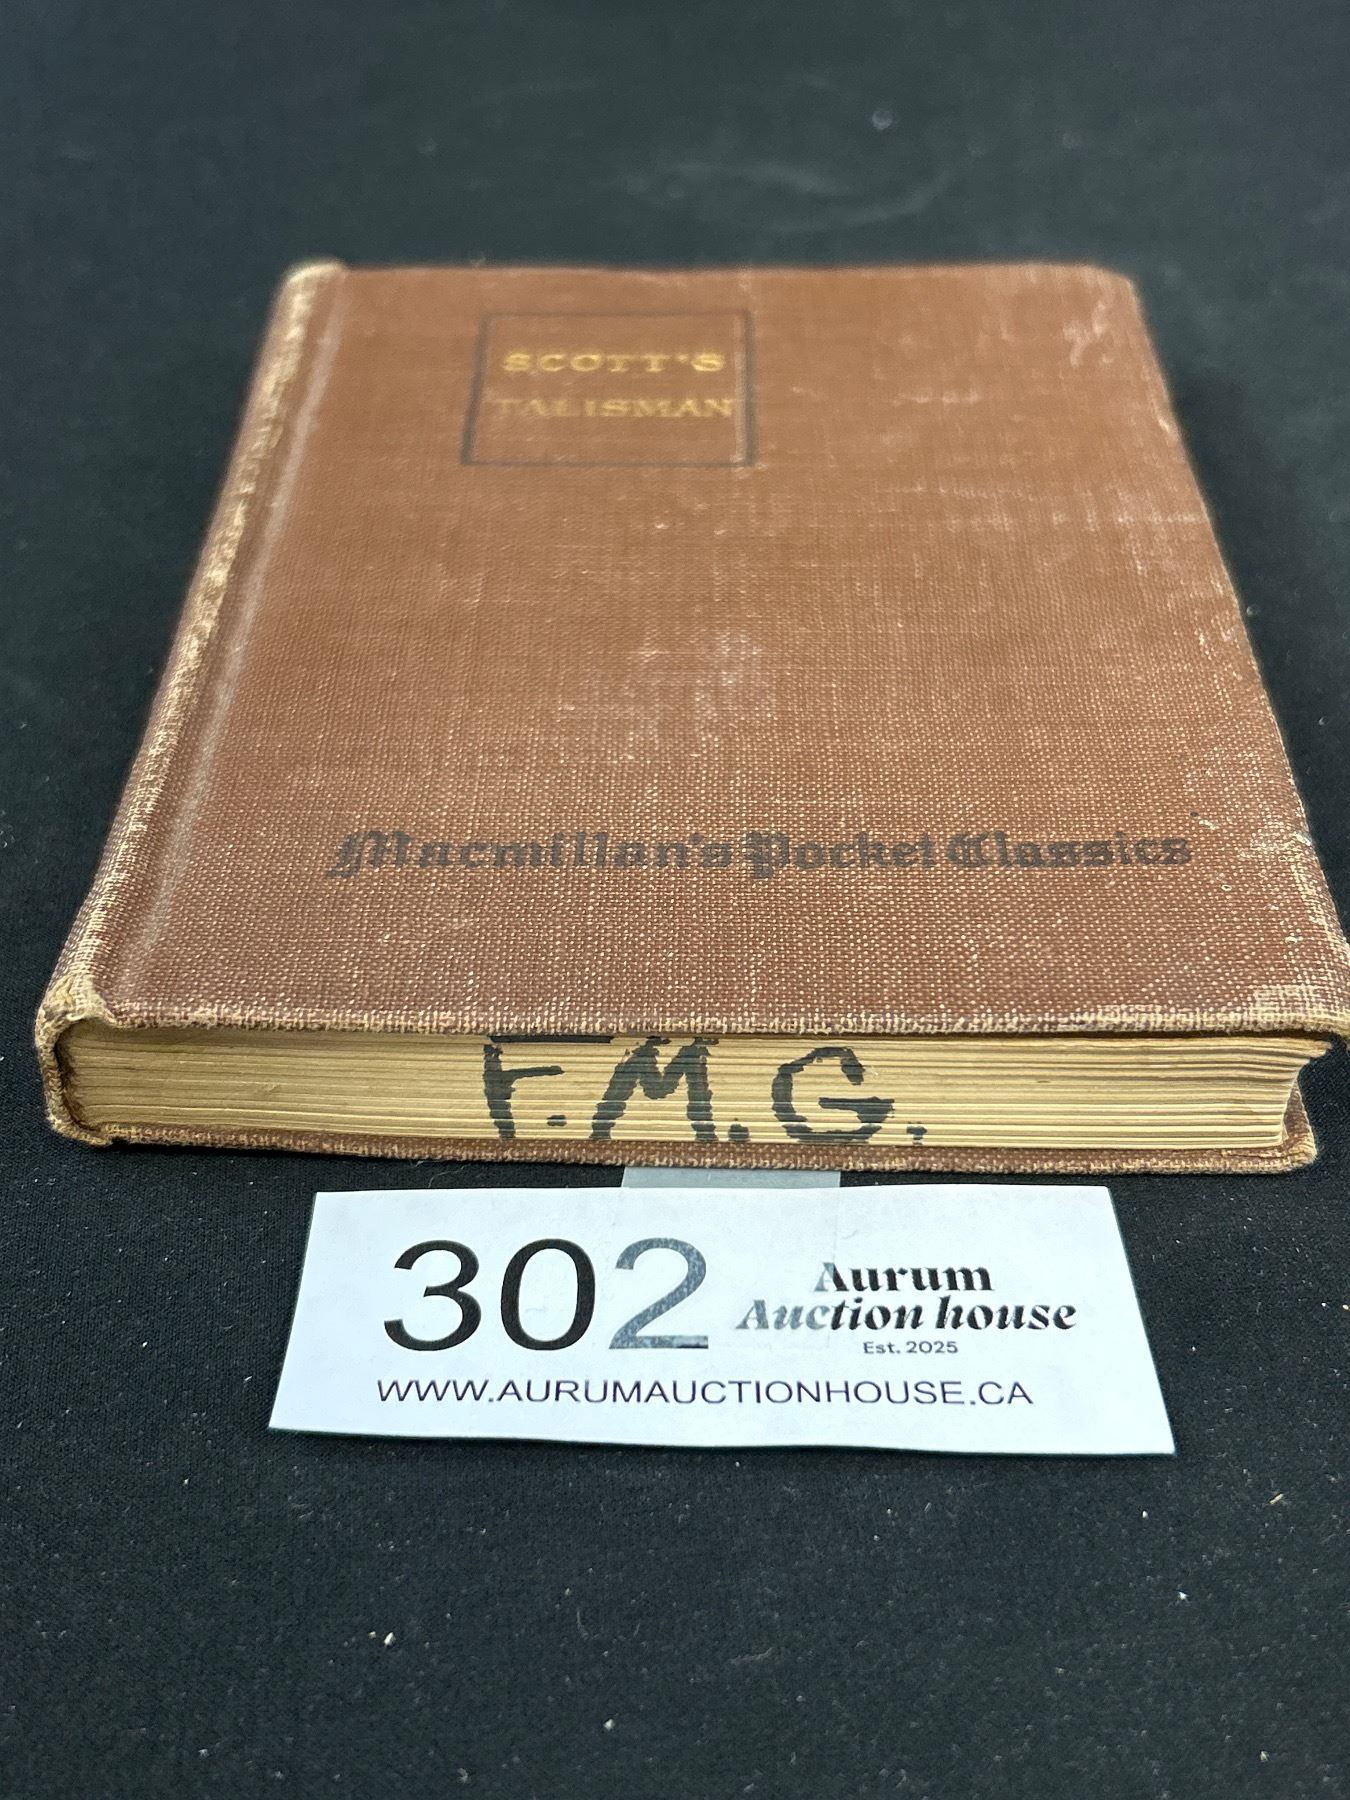 SCOTT'S
TALISMAN
Macmillan's Pocket Classics
F.M.G.
302
Aurum
Auction house
Est. 2025
WWW.AURUMAUCTIONHOUSE.CA